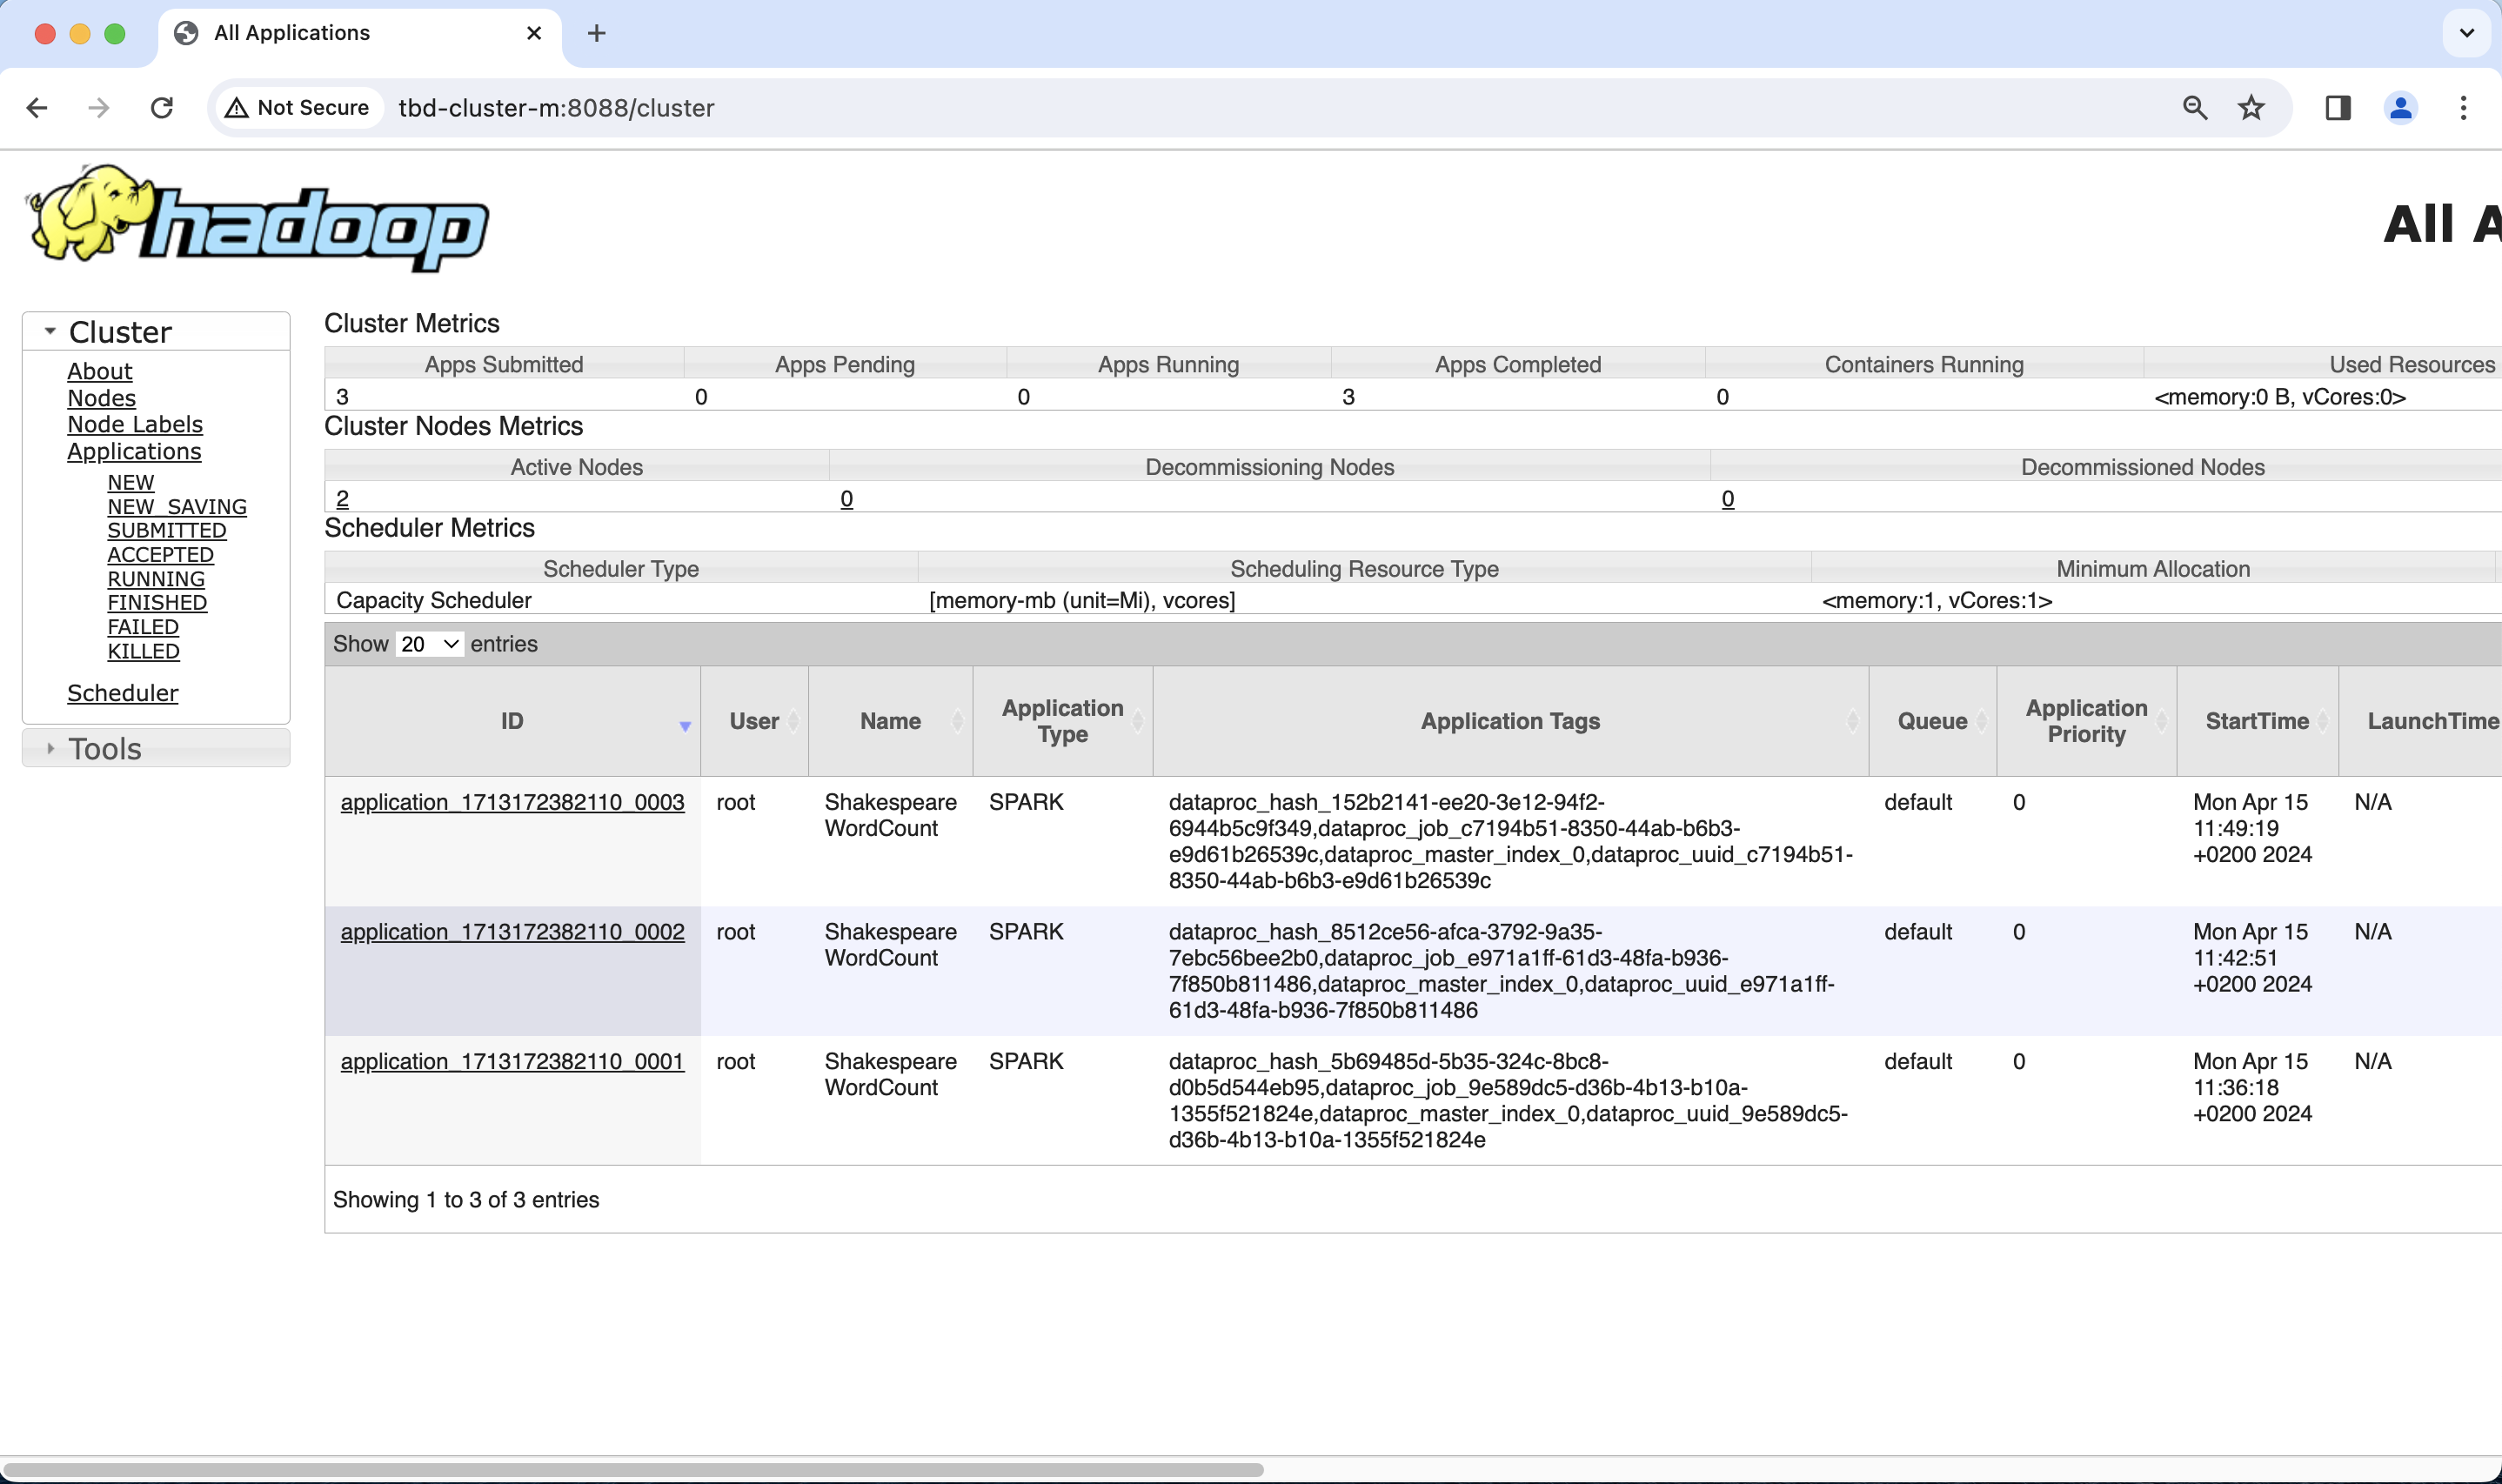 All Applications
Not Secure tbd-cluster-m:8088/cluster
hadoop
All A
Cluster
About
Nodes
Node Labels
Applications
NEW
NEW_SAVING
SUBMITTED
ACCEPTED
RUNNING
FINISHED
FAILED
KILLED
Scheduler
Tools
Cluster Metrics
Apps Submitted Apps Pending Apps Running Apps Completed Containers Running Used Resources
3 0 0 3 0 <memory:0 B, vCores:0>
Cluster Nodes Metrics
Active Nodes Decommissioning Nodes Decommissioned Nodes
2 0 0
Scheduler Metrics
Scheduler Type Scheduling Resource Type Minimum Allocation
Capacity Scheduler [memory-mb (unit=Mi), vcores] <memory:1, vCores:1>
Show 20 entries
ID User Name Application Type Application Tags Queue Application Priority StartTime LaunchTime
application_1713172382110_0003 root Shakespeare SPARK dataproc_hash_152b2141-ee20-3e12-94f2- default 0 Mon Apr 15 N/A
WordCount 6944b5c9f349,dataproc_job_c7194b51-8350-44ab-b6b3- 11:49:19
e9d61b26539c,dataproc_master_index_0,dataproc_uuid_c7194b51- +0200 2024
8350-44ab-b6b3-e9d61b26539c
application_1713172382110_0002 root Shakespeare SPARK dataproc_hash_8512ce56-afca-3792-9a35- default 0 Mon Apr 15 N/A
WordCount 7ebc56bee2b0,dataproc_job_e971a1ff-61d3-48fa-b936- 11:42:51
7f850b811486,dataproc_master_index_0,dataproc_uuid_e971a1ff- +0200 2024
61d3-48fa-b936-7f850b811486
application_1713172382110_0001 root Shakespeare SPARK dataproc_hash_5b69485d-5b35-324c-8bc8- default 0 Mon Apr 15 N/A
WordCount d0b5d544eb95,dataproc_job_9e589dc5-d36b-4b13-b10a- 11:36:18
1355f521824e,dataproc_master_index_0,dataproc_uuid_9e589dc5- +0200 2024
d36b-4b13-b10a-1355f521824e
Showing 1 to 3 of 3 entries